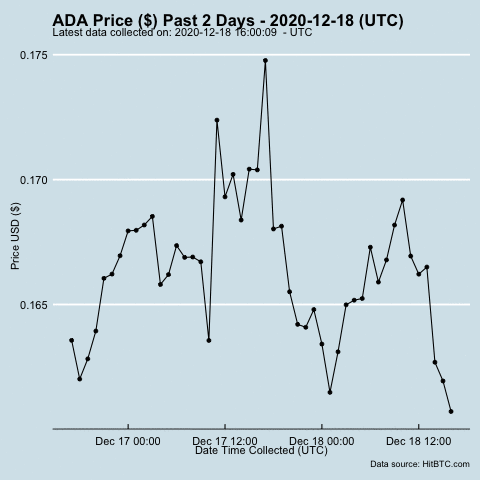 ADA Price ($) Past 2 Days - 2020-12-18 (UTC)
Latest data collected on: 2020-12-18 16:00:09  - UTC
0.175
0.170
0.165
Price USD ($)
Dec 17 00:00 Dec 17 12:00 Dec 18 00:00 Dec 18 12:00
Date Time Collected (UTC)
Data source: HitBTC.com